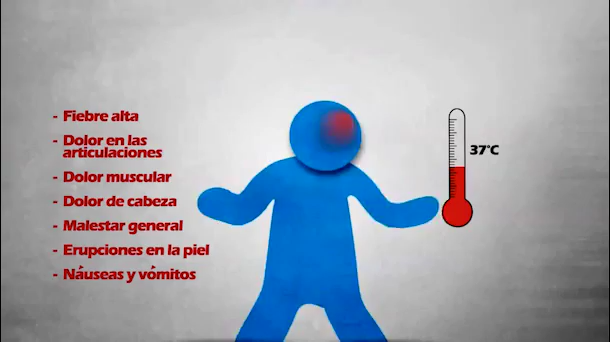 - Fiebre alta
- Dolor en las
articulaciones
- Dolor muscular
- Dolor de cabeza
- Malestar general
- Erupciones en la piel
- Náuseas y vómitos
37°C